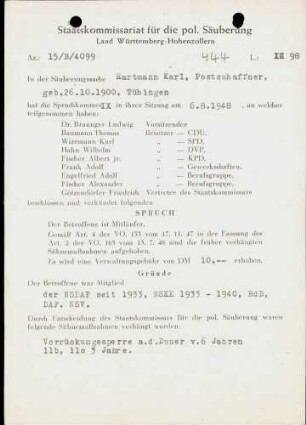 Staatskommissariat für die pol. Säuberung
Land Württemberg-Hohenzollern
Az.: 15/B/4099 444 L: IX 98
In der Säuberungssache Hartmann Karl, Postschaffner,
geb.26.10.1900, Tübingen
hat die Spruchkammer IX in ihrer Sitzung am 6.8.1948 , an welcher
teilgenommen haben:
Dr. Ludwig Vorsitzender
Baumann Thomas Beisitzer — CDU,
Wizemann Karl „ — SPD,
Hahn Wilhelm „ — DVP,
Fischer Albert jr. „ — KPD,
Frank Adolf „ — Gewerkschaften,
Engelfried Adolf „ — Berufsgruppe,
Fischer Alexander „ — Berufsgruppe,
Götzendörfer Friedrich Vertreter des Staatskommissars
beschlossen und verkündet folgenden
SPRUCH
Der Betroffene ist Mitläufer.
Gemäß Art. 4 der VO. 133 vom 17. 11. 47 in der Fassung des
Art. 2 der VO. 165 vom 13. 7. 48 sind die früher verhängten
Sühnemaßnahmen aufgehoben.
Es wird eine Verwaltungsgebühr von DM 10,-- erhoben.
Gründe
Der Betroffene war Mitglied
der NSDAP seit 1933, NSKK 1933 - 1940, RdB,
DAF, NSV.
Durch Entscheidung des Staatskommissars für die pol. Säuberung waren
folgende Sühnemaßnahmen verhängt worden:
Vorrückungssperre a.d.Dauer v.6 Jahren
11b, 11c 3 Jahre.